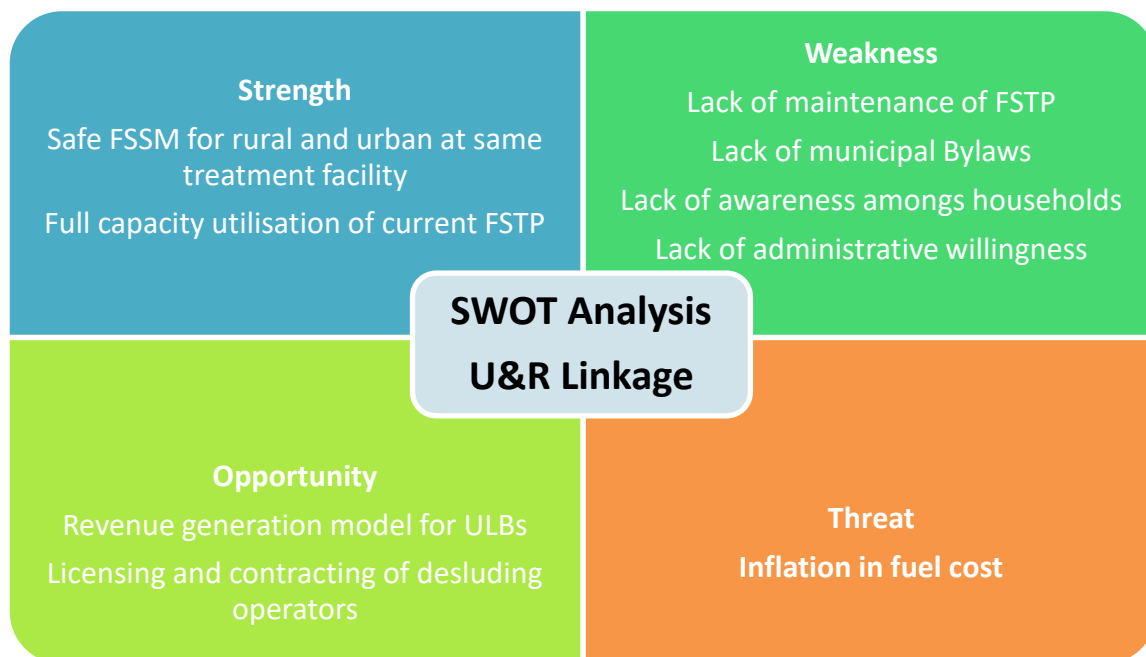 Strength
Safe FSSM for rural and urban at same
treatment facility
Full capacity utilisation of current FSTP
Weakness
Lack of maintenance of FSTP
Lack of municipal Bylaws
Lack of awareness amongs households
Lack of administrative willingness
SWOT Analysis
U&R Linkage
Opportunity
Revenue generation model for ULBs
Licensing and contracting of desluding
operators
Threat
Inflation in fuel cost